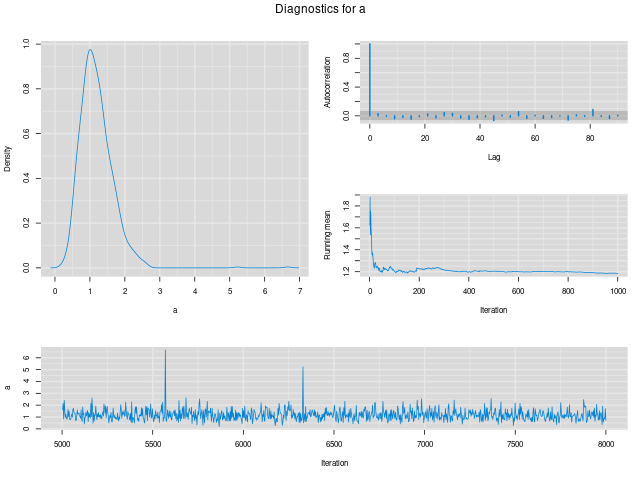 Diagnostics for a
Density
0.0 0.2 0.4 0.6 0.8 1.0
0 1 2 3 4 5 6 7
a
Autocorrelation
0.0 0.4 0.8
0 20 40 60 80
Lag
Running mean
1.2 1.4 1.6 1.8
0 200 400 600 800 1000
Iteration
a
0 1 2 3 4 5 6
5000 5500 6000 6500 7000 7500 8000
Iteration